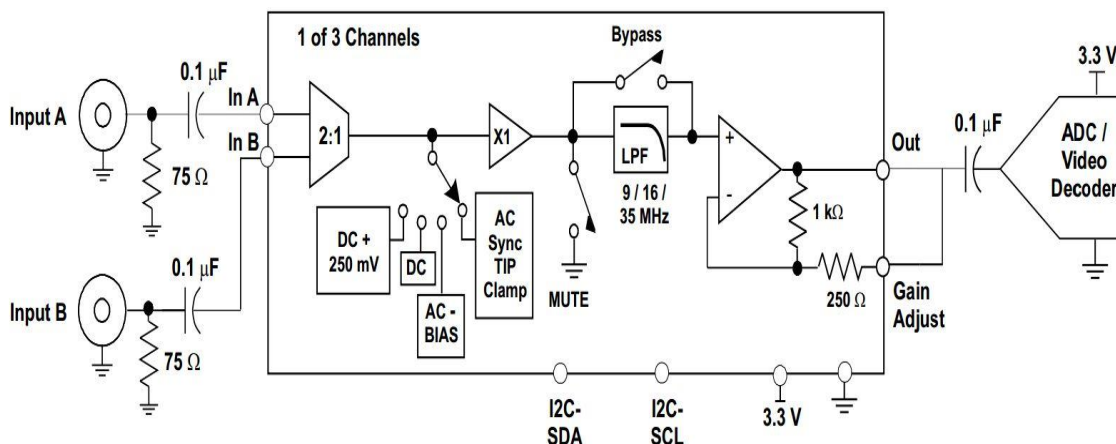 1 of 3 Channels
Bypass
3.3 V
0.1 μF
Input A
In A
In B
2:1
X1
LPF
9 / 16 /
35 MHz
+
-
Out
0.1 μF
ADC /
Video
Decoder
75 Ω
1 kΩ
250 Ω
Gain
Adjust
DC +
250 mV
DC
AC -
BIAS
AC
Sync
TIP
Clamp
MUTE
0.1 μF
Input B
75 Ω
I2C-
SDA
I2C-
SCL
3.3 V